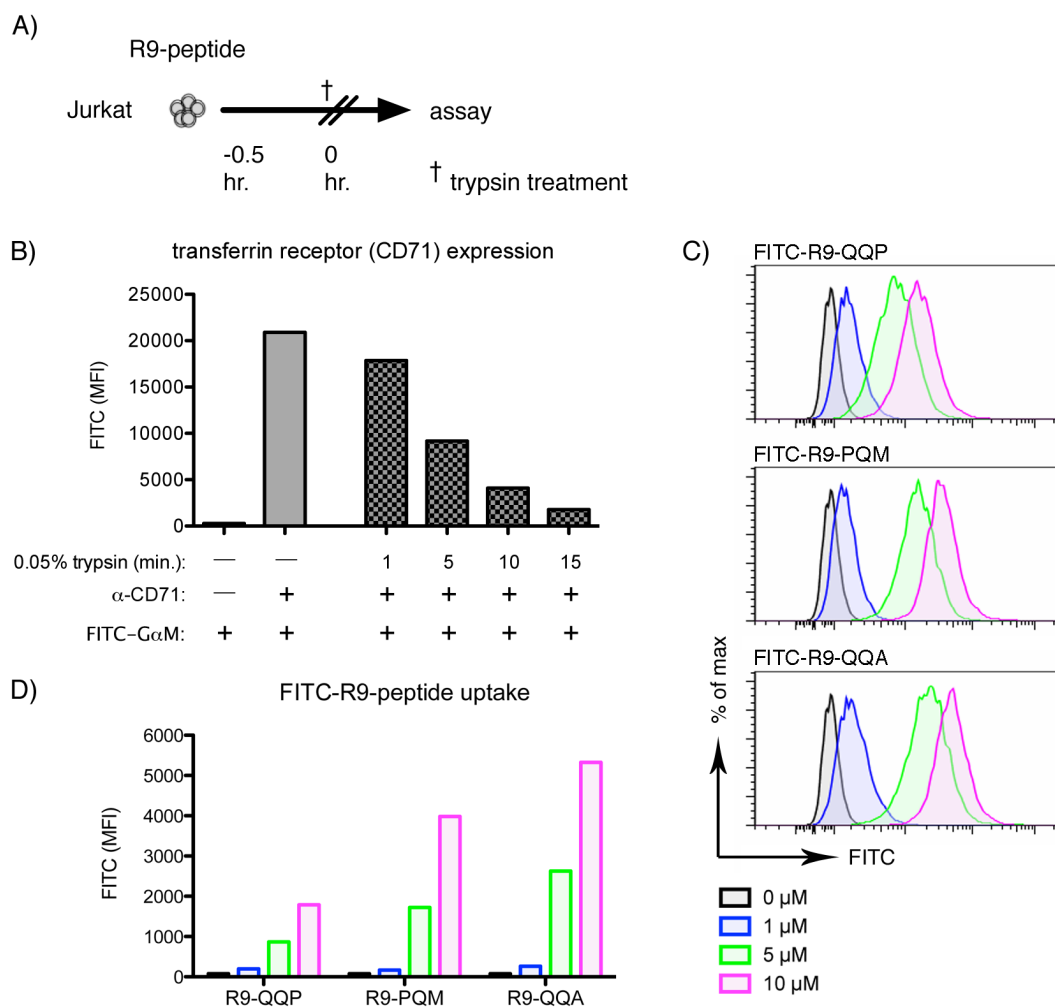 A)
R9-peptide
†
Jurkat
assay
-0.5 hr.
0 hr.
† trypsin treatment
B)
transferrin receptor (CD71) expression
25000
20000
15000
10000
5000
0
FITC (MFI)
0.05% trypsin (min.): — — 1 5 10 15
α-CD71: — + + + + +
FITC–GαM: + + + + + +
C)
FITC-R9-QQP
FITC-R9-PQM
FITC-R9-QQA
% of max
FITC
0 µM
1 µM
5 µM
10 µM
D)
FITC-R9-peptide uptake
6000
5000
4000
3000
2000
1000
0
FITC (MFI)
R9-QQP R9-PQM R9-QQA